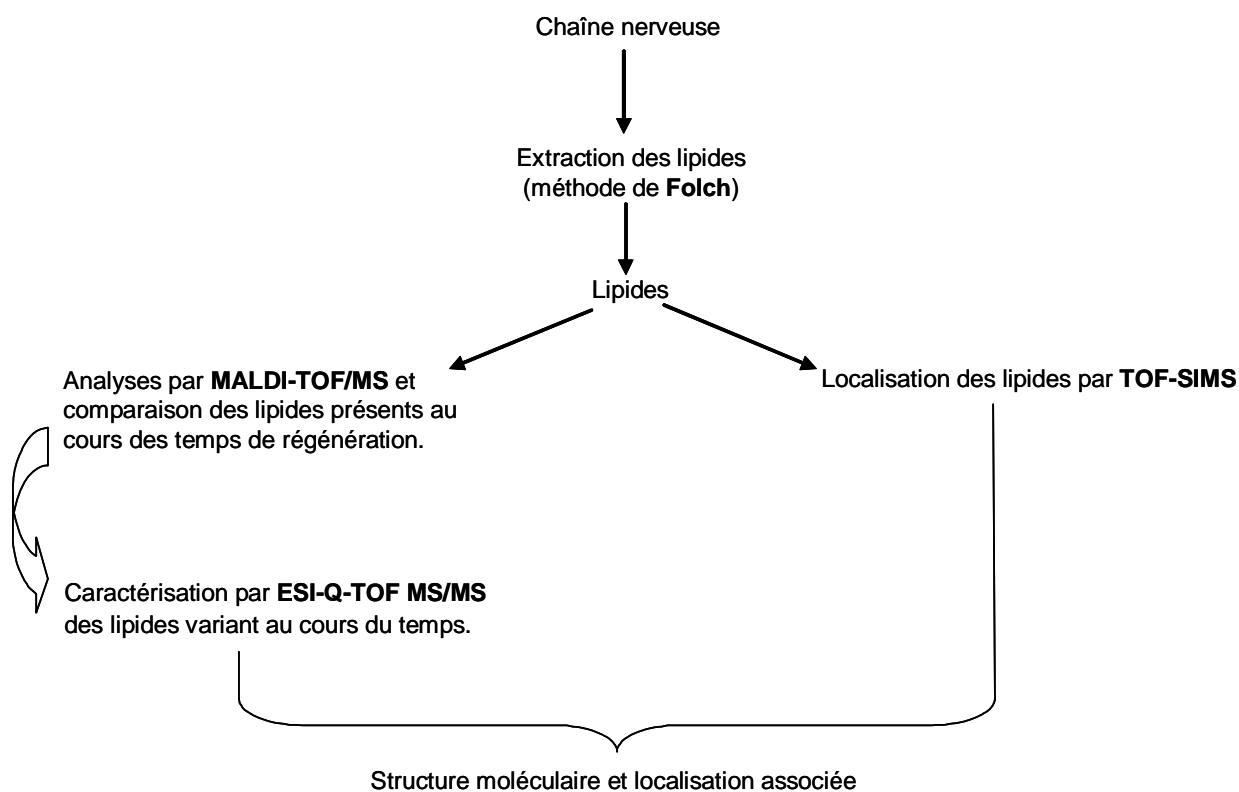 Chaîne nerveuse
Extraction des lipides
(méthode de Folch)
Lipides
Analyses par MALDI-TOF/MS et
comparaison des lipides présents au
cours des temps de régénération.
Localisation des lipides par TOF-SIMS
Caractérisation par ESI-Q-TOF MS/MS
des lipides variant au cours du temps.
Structure moléculaire et localisation associée